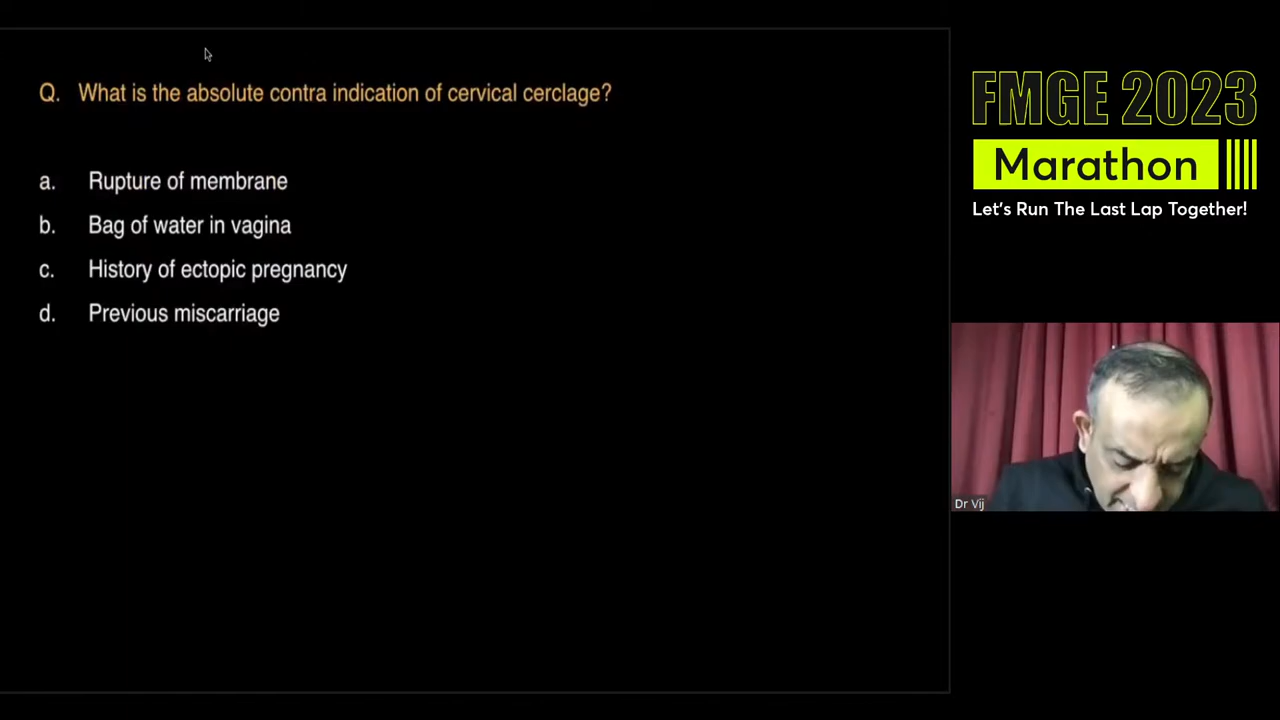 Q. What is the absolute contra indication of cervical cerclage?
a. Rupture of membrane
b. Bag of water in vagina
c. History of ectopic pregnancy
d. Previous miscarriage
FMGE 2023
Marathon
Let's Run The Last Lap Together!
Dr Vij